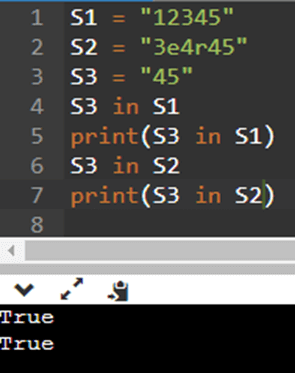 1 S1 = "12345"
2 S2 = "3e4r45"
3 S3 = "45"
4 S3 in S1
5 print(S3 in S1)
6 S3 in S2
7 print(S3 in S2)
8
True
True